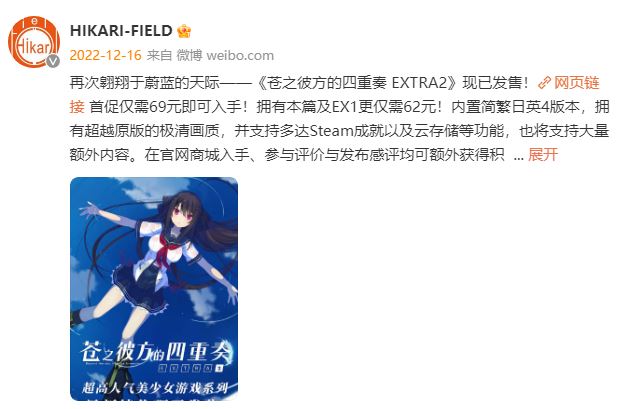 Hikari
HIKARI-FIELD
2022-12-16 来自 微博 weibo.com
再次翱翔于蔚蓝的天际——《苍之彼方的四重奏 EXTRA2》现已发售！网页链
接 首促仅需69元即可入手！拥有本篇及EX1更仅需62元！内置简繁日英4版本，拥
有超越原版的极清画质，并支持多达Steam成就以及云存储等功能，也将支持大量
额外内容。在官网商城入手、参与评价与发布感评均可额外获得积 ... 展开
苍之彼方的四重奏
EXTRA2
超高人气美少女游戏系列